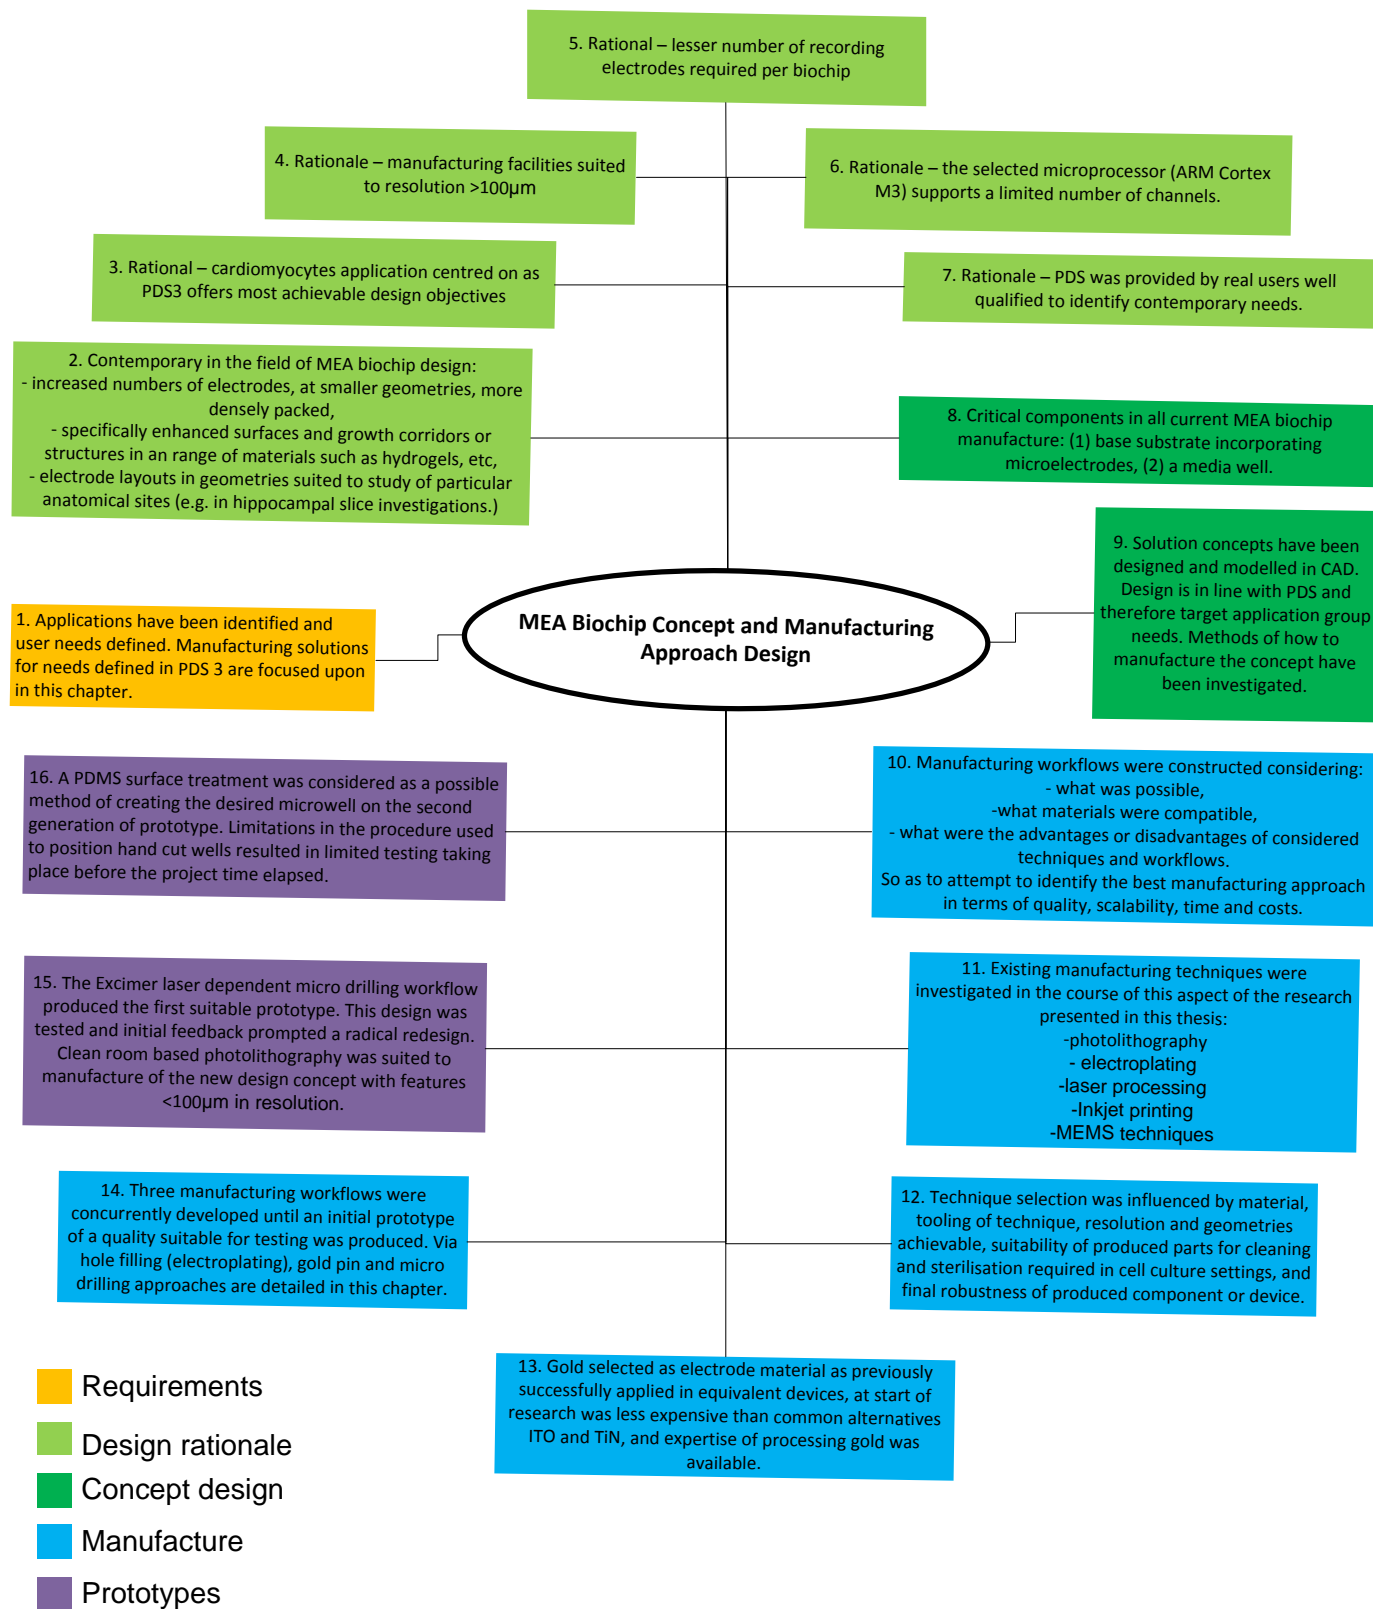 5. Rational – lesser number of recording
electrodes required per biochip
4. Rationale – manufacturing facilities suited
to resolution >100µm
6. Rationale – the selected microprocessor (ARM Cortex
M3) supports a limited number of channels.
3. Rational – cardiomyocytes application centred on as
PDS3 offers most achievable design objectives
7. Rationale – PDS was provided by real users well
qualified to identify contemporary needs.
2. Contemporary in the field of MEA biochip design:
- increased numbers of electrodes, at smaller geometries, more
densely packed,
- specifically enhanced surfaces and growth corridors or
structures in an range of materials such as hydrogels, etc,
- electrode layouts in geometries suited to study of particular
anatomical sites (e.g. in hippocampal slice investigations.)
8. Critical components in all current MEA biochip
manufacture: (1) base substrate incorporating
microelectrodes, (2) a media well.
9. Solution concepts have been
designed and modelled in CAD.
Design is in line with PDS and
therefore target application group
needs. Methods of how to
manufacture the concept have
been investigated.
MEA Biochip Concept and Manufacturing
Approach Design
1. Applications have been identified and
user needs defined. Manufacturing solutions
for needs defined in PDS 3 are focused upon
in this chapter.
16. A PDMS surface treatment was considered as a possible
method of creating the desired microwell on the second
generation of prototype. Limitations in the procedure used
to position hand cut wells resulted in limited testing taking
place before the project time elapsed.
10. Manufacturing workflows were constructed considering:
- what was possible,
-what materials were compatible,
- what were the advantages or disadvantages of considered
techniques and workflows.
So as to attempt to identify the best manufacturing approach
in terms of quality, scalability, time and costs.
15. The Excimer laser dependent micro drilling workflow
produced the first suitable prototype. This design was
tested and initial feedback prompted a radical redesign.
Clean room based photolithography was suited to
manufacture of the new design concept with features
<100µm in resolution.
11. Existing manufacturing techniques were
investigated in the course of this aspect of the research
presented in this thesis:
-photolithography
- electroplating
-laser processing
-Inkjet printing
-MEMS techniques
14. Three manufacturing workflows were
concurrently developed until an initial prototype
of a quality suitable for testing was produced. Via
hole filling (electroplating), gold pin and micro
drilling approaches are detailed in this chapter.
12. Technique selection was influenced by material,
tooling of technique, resolution and geometries
achievable, suitability of produced parts for cleaning
and sterilisation required in cell culture settings, and
final robustness of produced component or device.
13. Gold selected as electrode material as previously
successfully applied in equivalent devices, at start of
research was less expensive than common alternatives
ITO and TiN, and expertise of processing gold was
available.
Requirements
Design rationale
Concept design
Manufacture
Prototypes